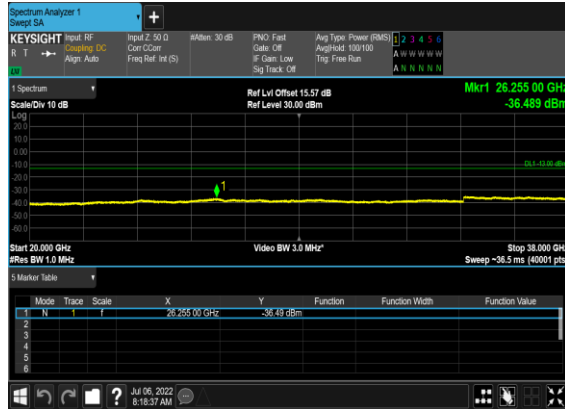 Spectrum Analyzer 1
Swept SA
+
KEYSIGHT Input: RF Input Z: 50 Ω #Atten: 30 dB PNO: Fast Avg Type: Power (RMS) 1 2 3 4 5 6
R T Coupling: DC Corr CCorr Gate: Off Avg|Hold: 100/100 A W W W W W
Align: Auto Freq Ref: Int (S) IF Gain: Low Trig: Free Run
LXI Sig Track: Off A N N N N N
1 Spectrum Ref Lvl Offset 15.57 dB Mkr1 26.255 00 GHz
Scale/Div 10 dB Ref Level 30.00 dBm -36.489 dBm
Log
20.0
10.0
0.00
-10.0 DL1 -13.00 dBm
-20.0
-30.0 1
-40.0
-50.0
-60.0
Start 20.000 GHz Video BW 3.0 MHz* Stop 38.000 GHz
#Res BW 1.0 MHz Sweep ~36.5 ms (40001 pts)
5 Marker Table
Mode Trace Scale X Y Function Function Width Function Value
1 N 1 f 26.255 00 GHz -36.49 dBm
2
3
4
5
6
? Jul 06, 2022
8:18:37 AM